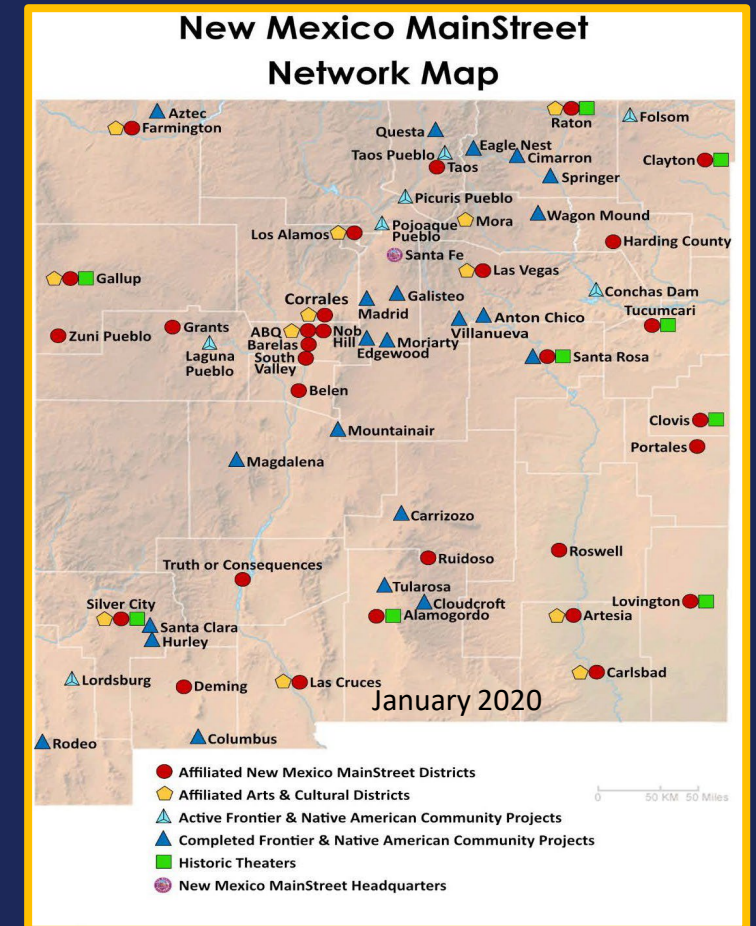 New Mexico MainStreet
Network Map
Aztec
Farmington
Raton
Folsom
Questa
Eagle Nest
Taos Pueblo
Cimarron
Clayton
Taos
Springer
Picuris Pueblo
Wagon Mound
Mora
Pojoaque
Pueblo
Los Alamos
Harding County
Santa Fe
Las Vegas
Gallup
Conchas Dam
Corrales
Galisteo
Madrid
Tucumcari
Anton Chico
Villanueva
Zuni Pueblo
Grants
ABQ
Nob
Hill
Barelas
Moriarty
Edgewood
Laguna
Pueblo
South
Valley
Santa Rosa
Belen
Clovis
Mountainair
Portales
Magdalena
Carrizozo
Roswell
Ruidoso
Truth or Consequences
Tularosa
Silver City
Cloudcroft
Lovington
Alamogordo
Artesia
Santa Clara
Hurley
Carlsbad
Lordsburg
Deming
Las Cruces
January 2020
Rodeo
Columbus
Affiliated New Mexico MainStreet Districts
Affiliated Arts & Cultural Districts
0 50 KM 50 Miles
Active Frontier & Native American Community Projects
Completed Frontier & Native American Community Projects
Historic Theaters
New Mexico MainStreet Headquarters